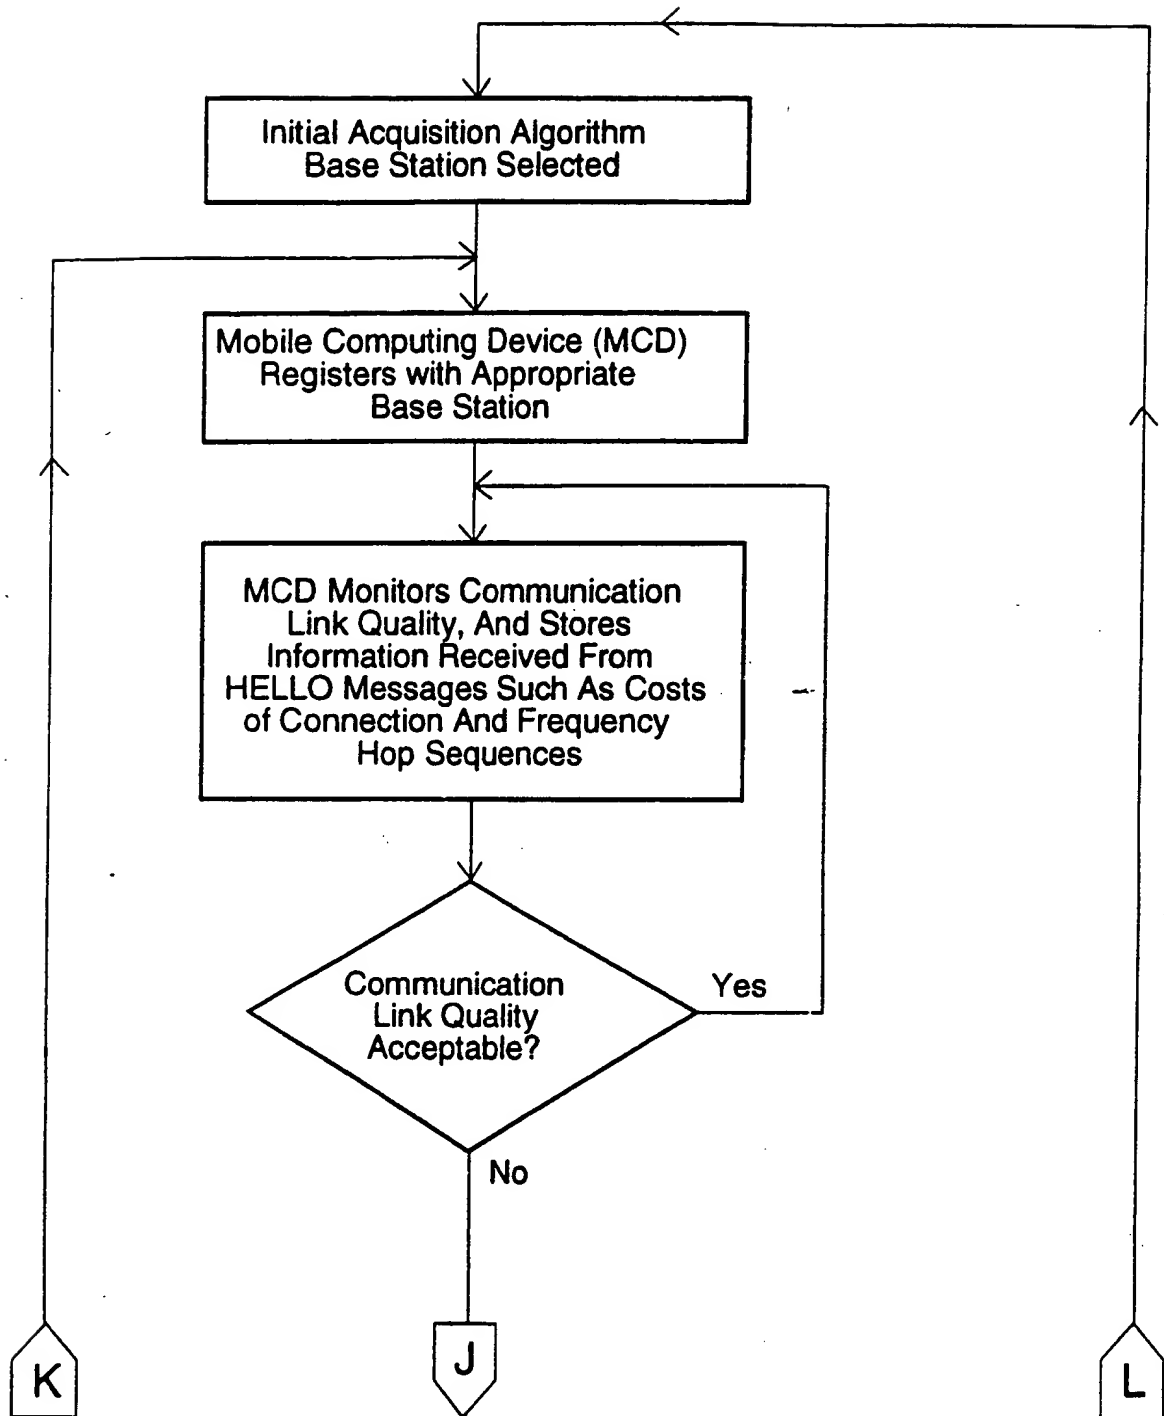 Initial Acquisition Algorithm
Base Station Selected
Mobile Computing Device (MCD)
Registers with Appropriate
Base Station
MCD Monitors Communication
Link Quality, And Stores
Information Received From
HELLO Messages Such As Costs
of Connection And Frequency
Hop Sequences
Communication
Link Quality
Acceptable?
Yes
No
K
J
L